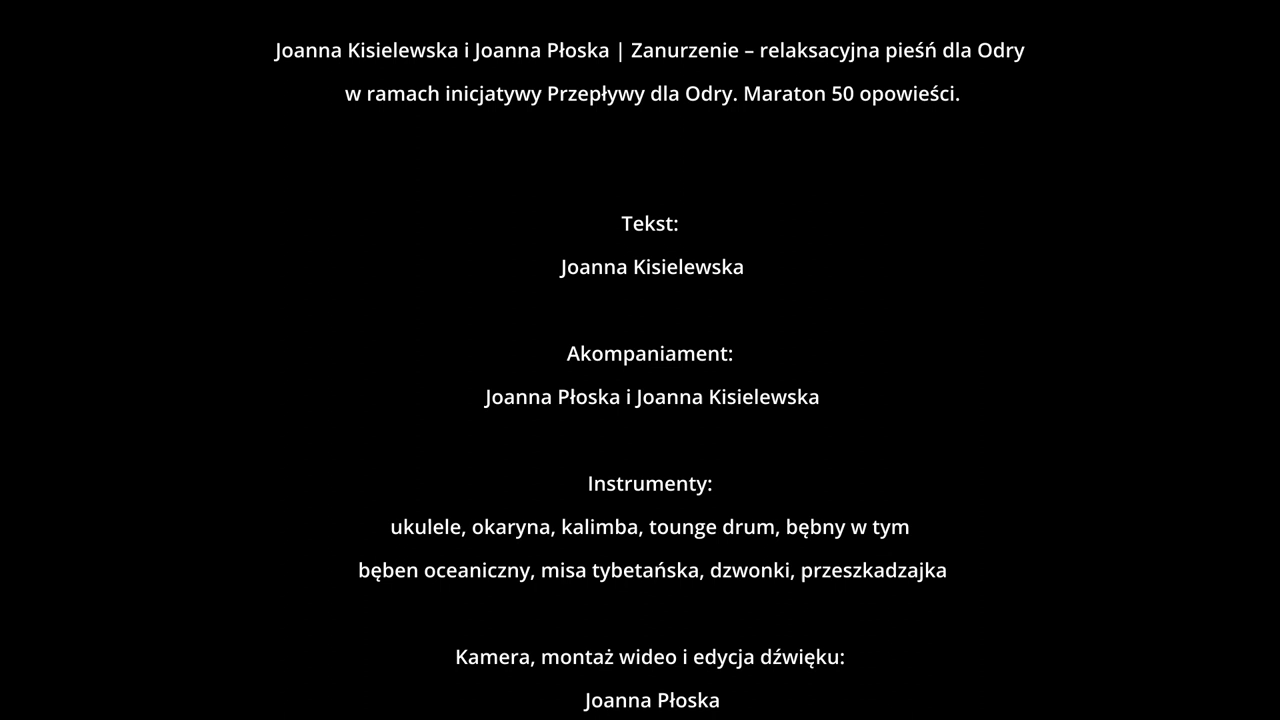 Joanna Kisielewska i Joanna Płoska | Zanurzenie – relaksacyjna pieśń dla Odry
w ramach inicjatywy Przepływy dla Odry. Maraton 50 opowieści.
Tekst:
Joanna Kisielewska
Akompaniament:
Joanna Płoska i Joanna Kisielewska
Instrumenty:
ukulele, okaryna, kalimba, tounge drum, bębny w tym
bęben oceaniczny, misa tybetańska, dzwonki, przeszkadzajka
Kamera, montaż wideo i edycja dźwięku:
Joanna Płoska